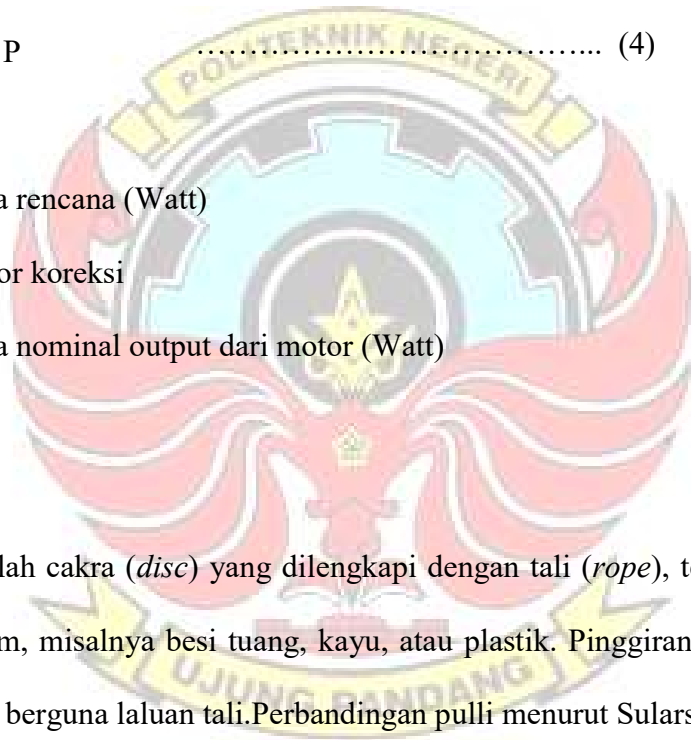 P ……………………………….. (4)
POLITEKNIK NEGERI
a rencana (Watt)
or koreksi
a nominal output dari motor (Watt)
lah cakra (disc) yang dilengkapi dengan tali (rope), t
m, misalnya besi tuang, kayu, atau plastik. Pinggiran
UJUNG PANDANG
berguna laluan tali.Perbandingan pulli menurut Sulars